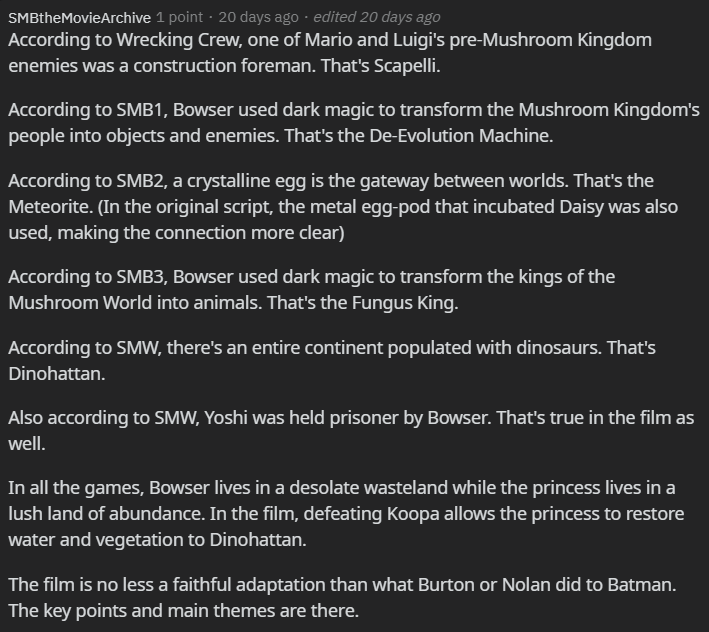 SMBtheMovieArchive 1 point · 20 days ago · edited 20 days ago
According to Wrecking Crew, one of Mario and Luigi's pre-Mushroom Kingdom
enemies was a construction foreman. That's Scapelli.
According to SMB1, Bowser used dark magic to transform the Mushroom Kingdom's
people into objects and enemies. That's the De-Evolution Machine.
According to SMB2, a crystalline egg is the gateway between worlds. That's the
Meteorite. (In the original script, the metal egg-pod that incubated Daisy was also
used, making the connection more clear)
According to SMB3, Bowser used dark magic to transform the kings of the
Mushroom World into animals. That's the Fungus King.
According to SMW, there's an entire continent populated with dinosaurs. That's
Dinohattan.
Also according to SMW, Yoshi was held prisoner by Bowser. That's true in the film as
well.
In all the games, Bowser lives in a desolate wasteland while the princess lives in a
lush land of abundance. In the film, defeating Koopa allows the princess to restore
water and vegetation to Dinohattan.
The film is no less a faithful adaptation than what Burton or Nolan did to Batman.
The key points and main themes are there.